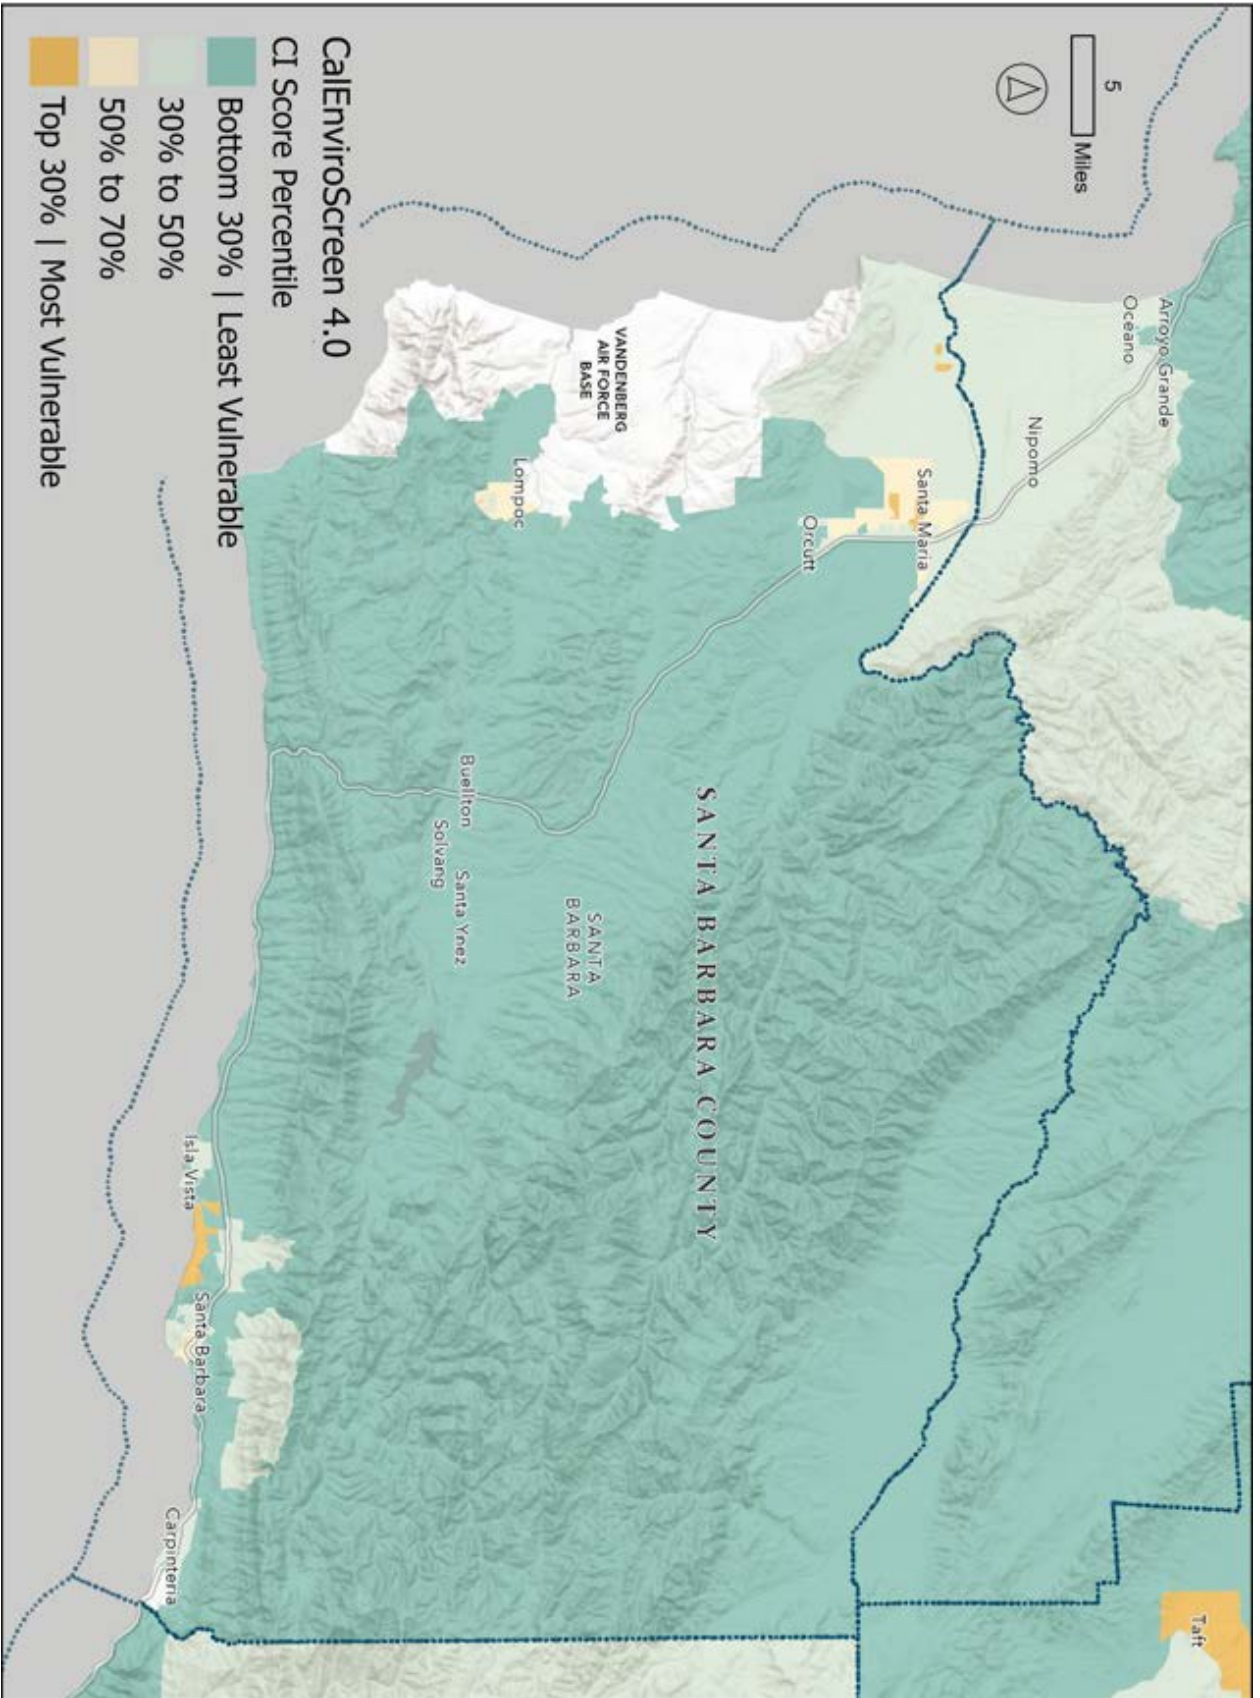 Arroyo Grande
Oceano
Nipomo
Taft
Santa Maria
Orcutt
SANTA BARBARA COUNTY
VANDENBERG
AIR FORCE
BASE
SANTA
BARBARA
Lompoc
Buellton
Santa Ynez
Solvang
Isla Vista
Santa Barbara
Carpinteria
5
Miles
CalEnviroScreen 4.0
CI Score Percentile
Bottom 30% | Least Vulnerable
30% to 50%
50% to 70%
Top 30% | Most Vulnerable